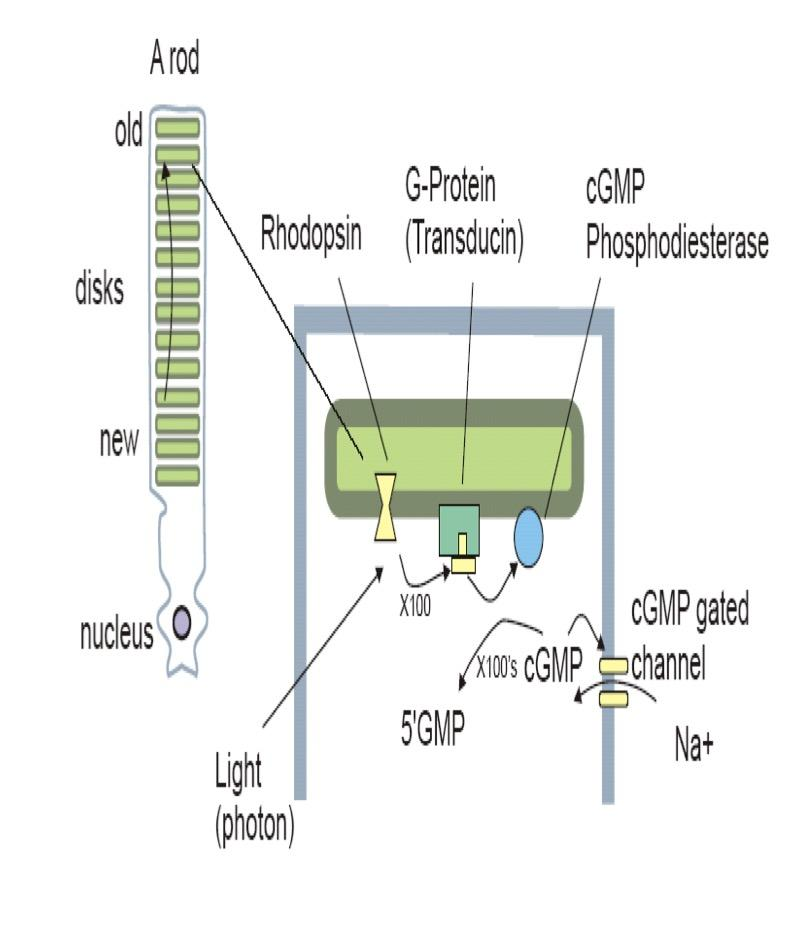 A rod
old
disks
new
nucleus
Rhodopsin
G-Protein
(Transducin)
cGMP
Phosphodiesterase
X100
X100's
cGMP
5'GMP
cGMP gated
channel
Na+
Light
(photon)